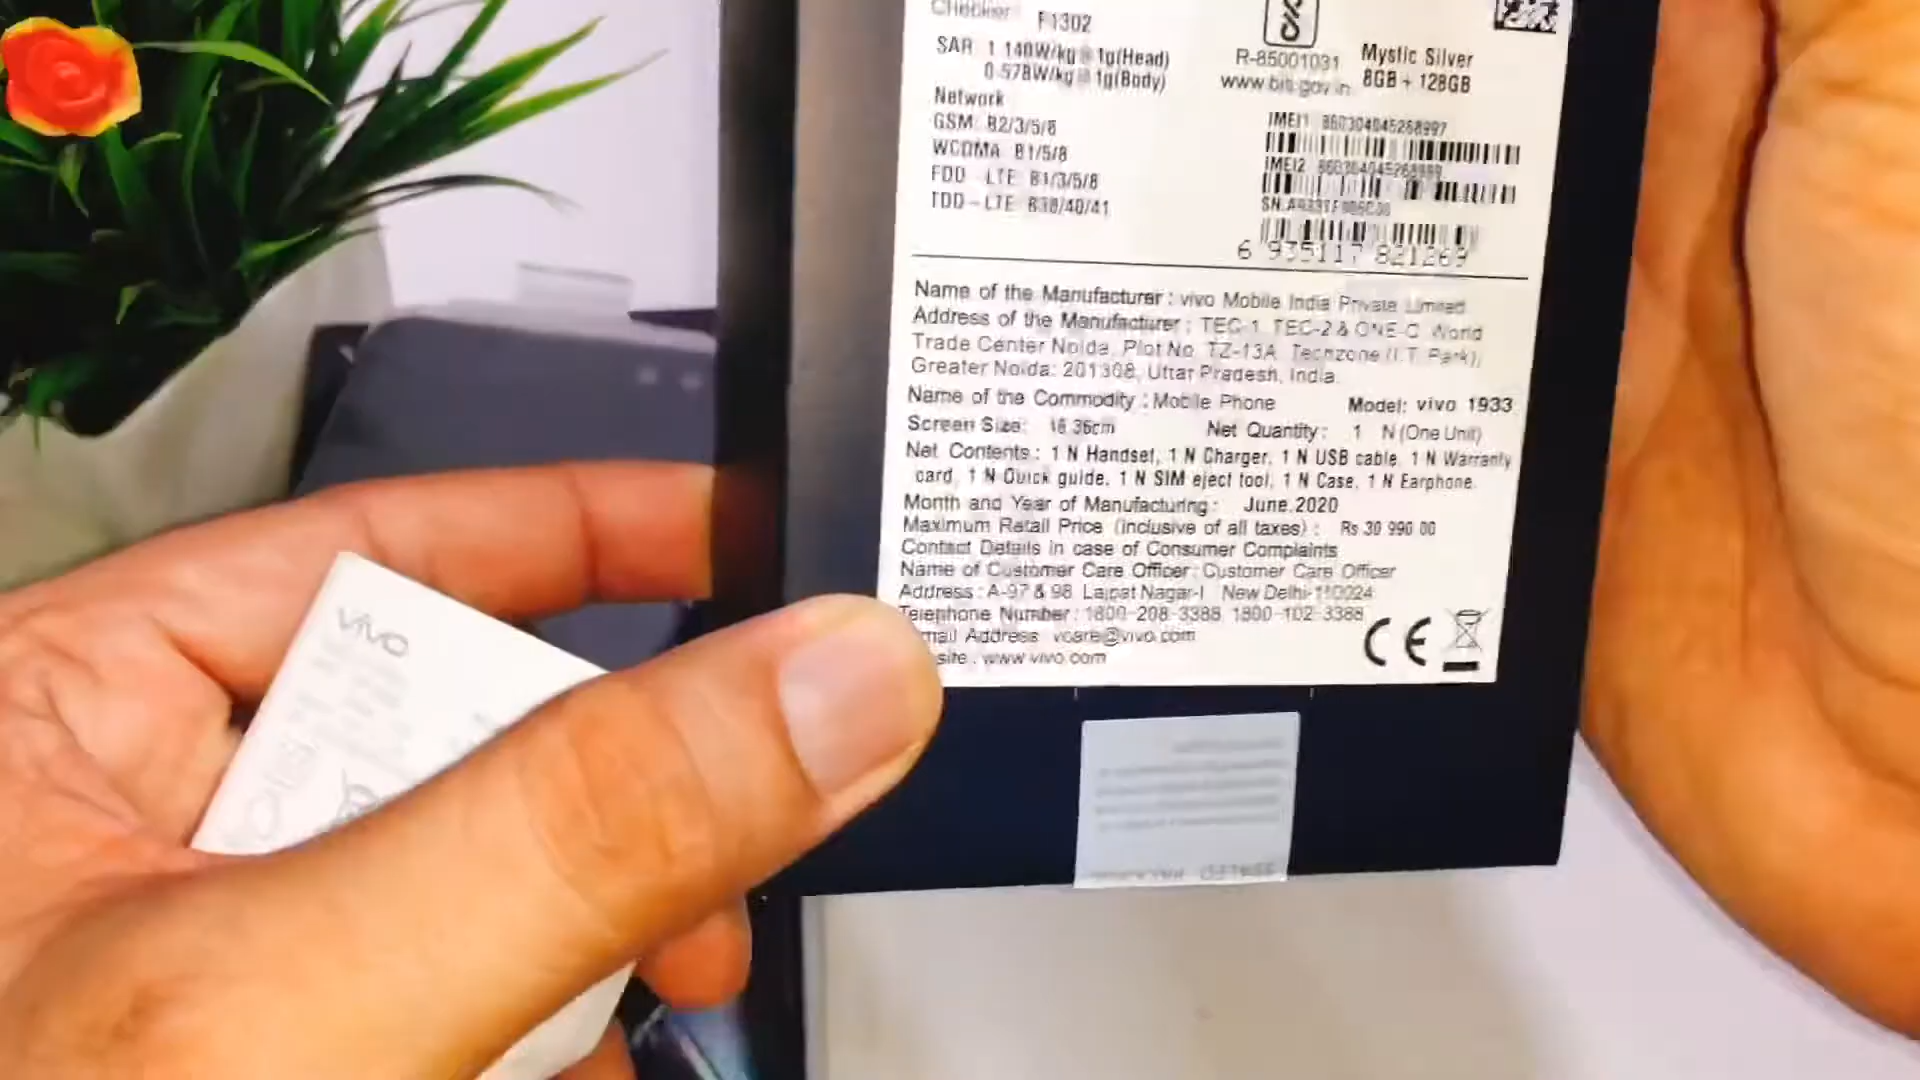 Checker: F1302
SAR: 1.140W/kg@1g(Head)
0.578W/kg@1g(Body)
Network
GSM: B2/3/5/8
WCDMA: B1/5/8
FDD-LTE: B1/3/5/8
TDD-LTE: B38/40/41
R-85001031
www.bis.gov.in
Mystic Silver
8GB + 128GB
IMEI1 860304045268997
IMEI2
SN:
6 935117 821269
Name of the Manufacturer : vivo Mobile India Private Limited
Address of the Manufacturer : TEC-1, TEC-2 & ONE-C, World
Trade Center Noida, Plot No. TZ-13A, Techzone (I.T. Park),
Greater Noida: 201308, Uttar Pradesh, India.
Name of the Commodity : Mobile Phone Model: vivo 1933
Screen Size: 16.36cm Net Quantity : 1 N (One Unit)
Net Contents : 1 N Handset, 1 N Charger, 1 N USB cable, 1 N Warranty
card, 1 N Quick guide, 1 N SIM eject tool, 1 N Case, 1 N Earphone.
Month and Year of Manufacturing : June,2020
Maximum Retail Price (inclusive of all taxes) : Rs 30 990.00
Contact Details in case of Consumer Complaints
Name of Customer Care Officer: Customer Care Officer
Address : A-97 & 98, Lajpat Nagar-I, New Delhi-110024
Telephone Number : 1800-208-3388, 1800-102-3388
mail Address: vcare@vivo.com
site : www.vivo.com
CE
vivo